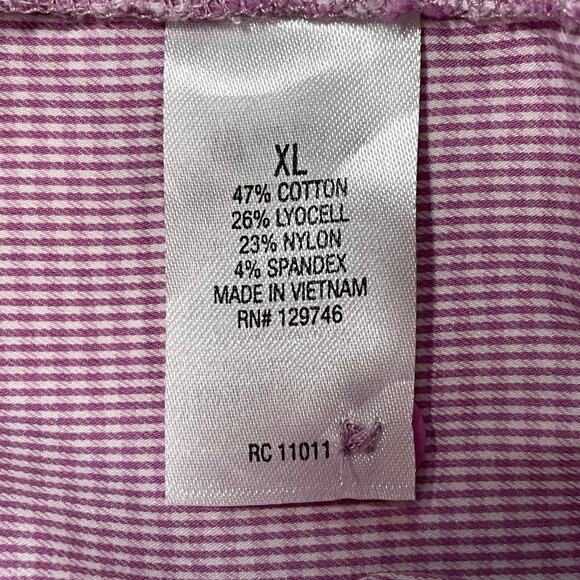 XL
47% COTTON
26% LYOCELL
23% NYLON
4% SPANDEX
MADE IN VIETNAM
RN# 129746
RC 11011